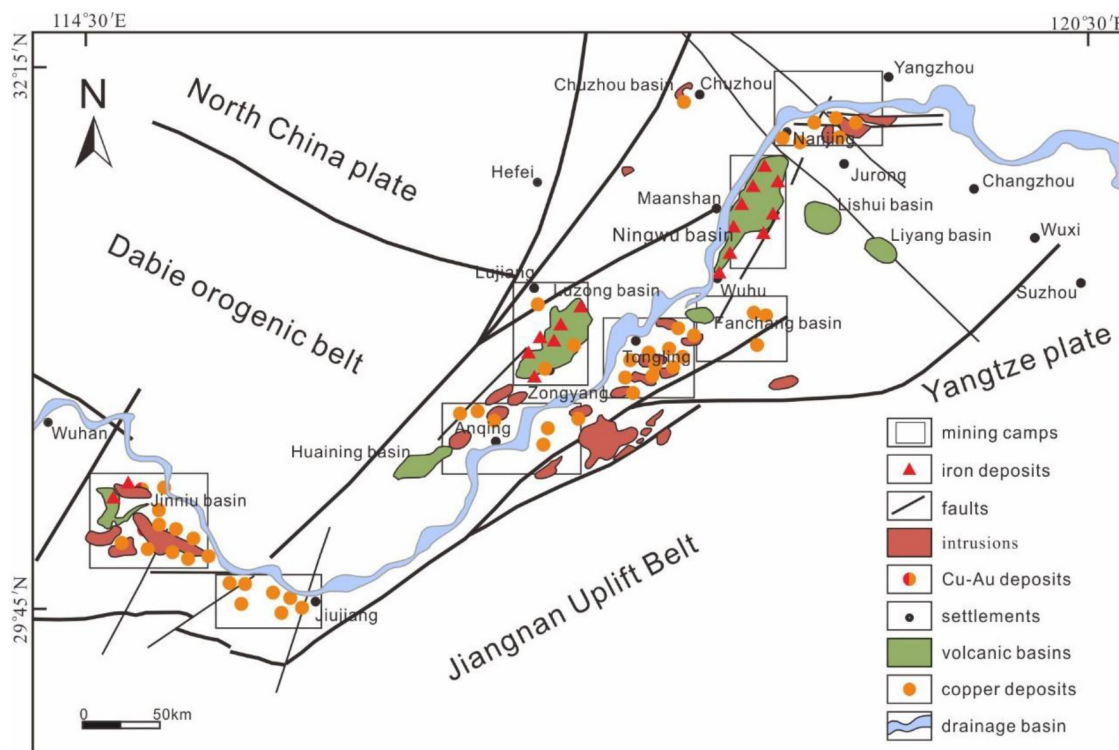 114°30′E
120°30′E
32°15′N
N
North China plate
Chuzhou basin
Chuzhou
Yangzhou
Nanjing
Hefei
Jurong
Maanshan
Changzhou
Lishui basin
Ningwu basin
Liyang basin
Wuxi
Dabie orogenic belt
Lujiang
Luzong basin
Wuhu
Suzhou
Fanchang basin
Tongling
Yangtze plate
Zongyang
Wuhan
Anqing
Huaining basin
Jinniu basin
29°45′N
Jiujiang
Jiangnan Uplift Belt
mining camps
iron deposits
faults
intrusions
Cu-Au deposits
settlements
volcanic basins
copper deposits
drainage basin
0 50km